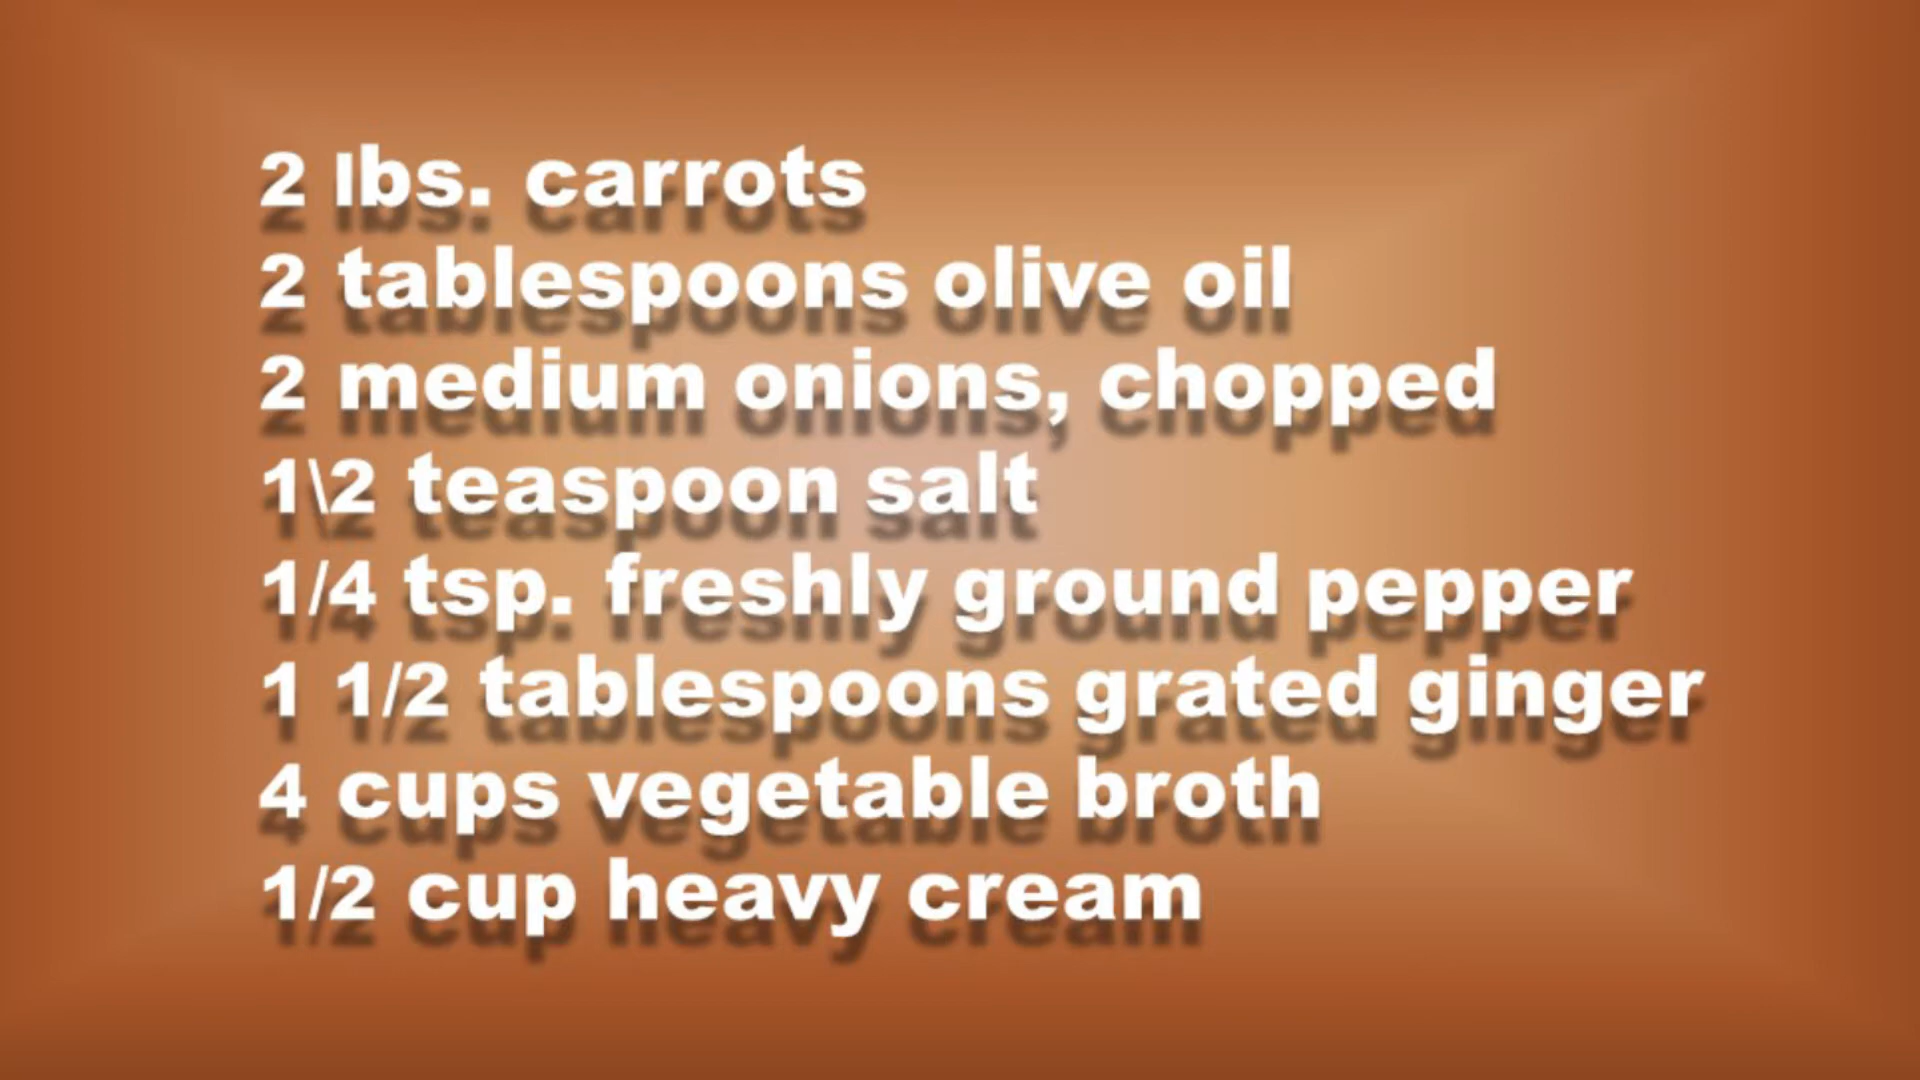 2 lbs. carrots
2 tablespoons olive oil
2 medium onions, chopped
1\2 teaspoon salt
1/4 tsp. freshly ground pepper
1 1/2 tablespoons grated ginger
4 cups vegetable broth
1/2 cup heavy cream